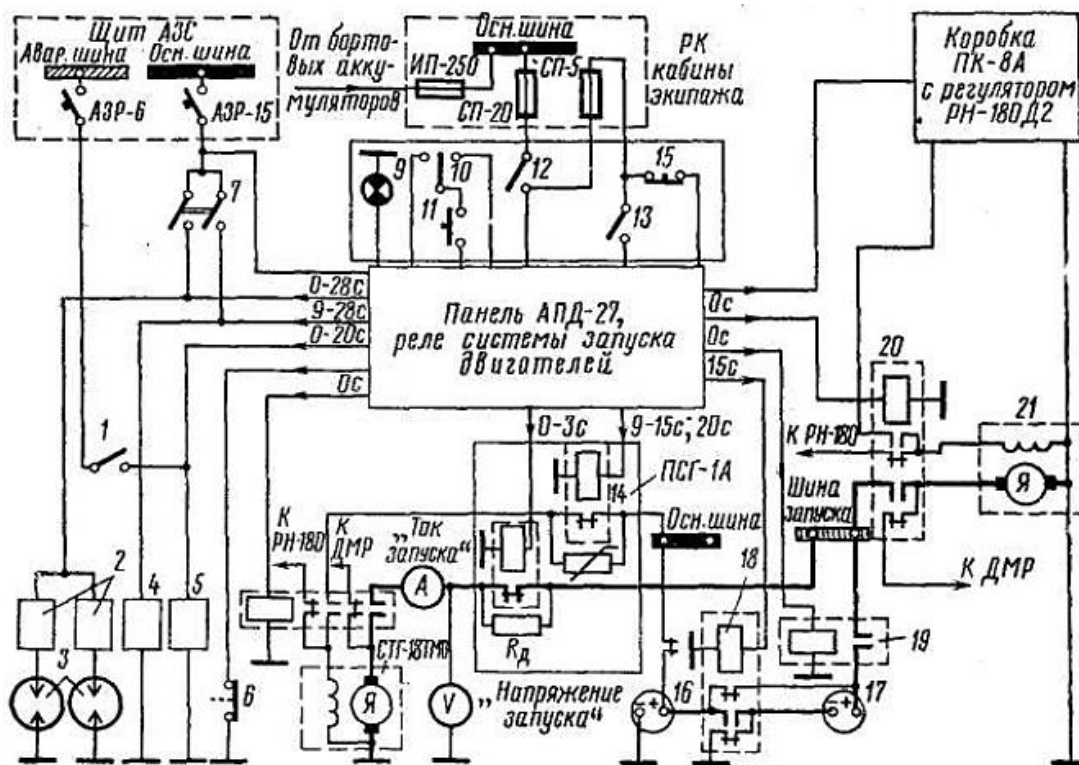 Щит АЗС
Авар. шина
Осн. шина
АЗР-6
АЗР-15
От борто-
вых акку-
муляторов
ИП-250
Осн. шина
СП-5
СП-20
РК
кабины
экипажа
Коробка
ПК-8А
с регулятором
РН-180Д2
7
9
10
11
12
13
15
0-28с
9-28с
0-20с
0с
Панель АПД-27,
реле системы запуска
двигателей
0с
0с
15с
20
21
1
0-3с
9-15с; 20с
К РН-180
Я
ПСГ-1А
14
Шина
запуска
К
РН-180
К
ДМР
„Ток
запуска“
А
Осн. шина
18
К ДМР
2
4
5
19
СТГ-18ТМО
Rд
3
6
Я
V
„Напряжение
запуска“
16
17
- +
- +